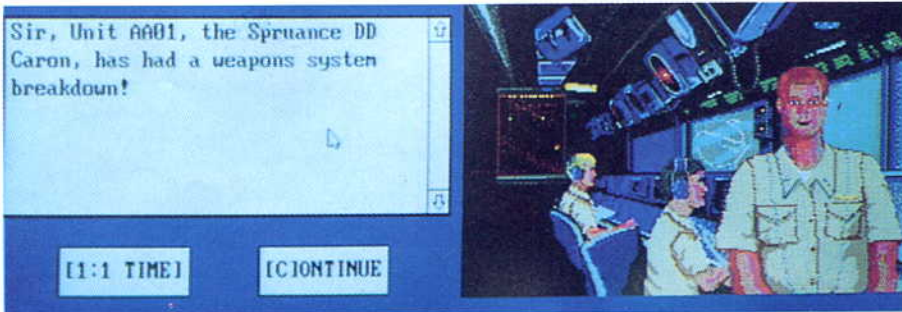 Sir, Unit AA01, the Spruance DD
Caron, has had a weapons system
breakdown!
[1:1 TIME]
[C]ONTINUE